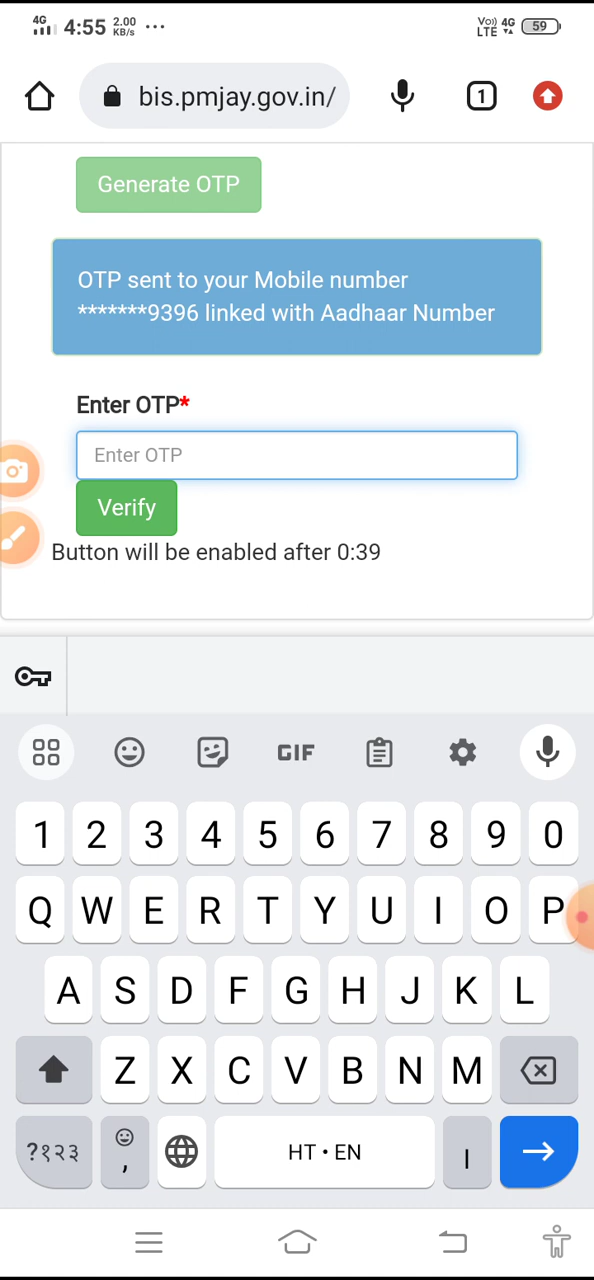 4G 4:55 2.00 KB/s ... Vo)) LTE 4G 59
bis.pmjay.gov.in/ 1
Generate OTP
OTP sent to your Mobile number
*******9396 linked with Aadhaar Number
Enter OTP*
Enter OTP
Verify
Button will be enabled after 0:39
GIF
1 2 3 4 5 6 7 8 9 0
Q W E R T Y U I O P
A S D F G H J K L
Z X C V B N M
?१२३ , HT • EN |